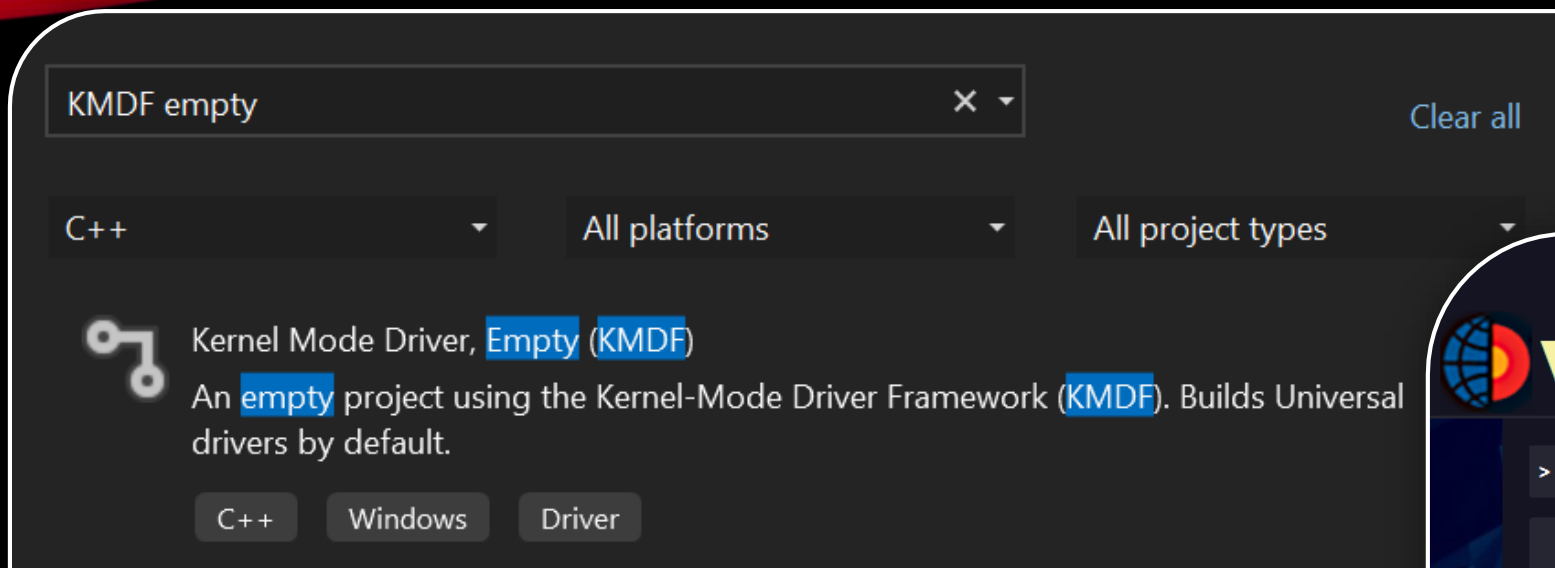 KMDF empty
Clear all
C++
All platforms
All project types
Kernel Mode Driver, Empty (KMDF)
An empty project using the Kernel-Mode Driver Framework (KMDF). Builds Universal
drivers by default.
C++ Windows Driver
>